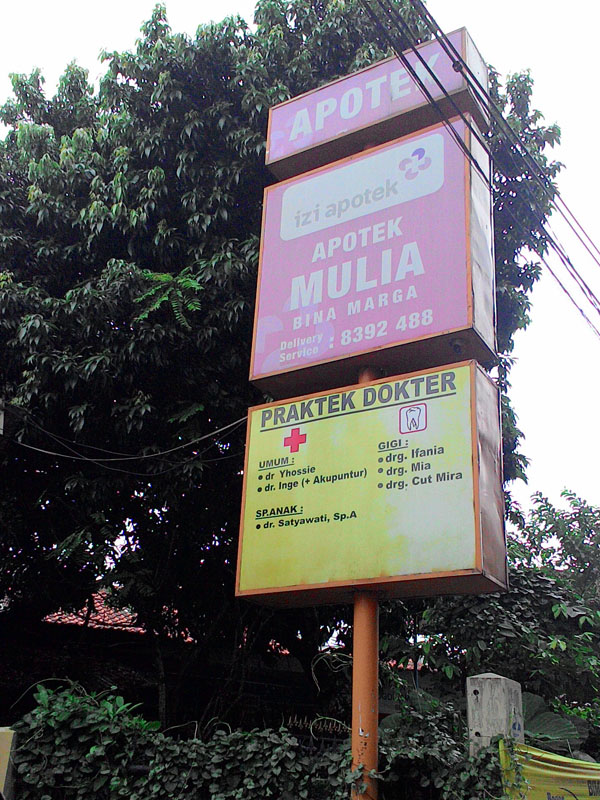 APOTEK
izi apotek
APOTEK
MULIA
BINA MARGA
Delivery Service : 8392 488
PRAKTEK DOKTER
UMUM :
• dr Yhossie
• dr. Inge (+ Akupuntur)
SP.ANAK :
• dr. Satyawati, Sp.A
GIGI :
• drg. Ifania
• drg. Mia
• drg. Cut Mira